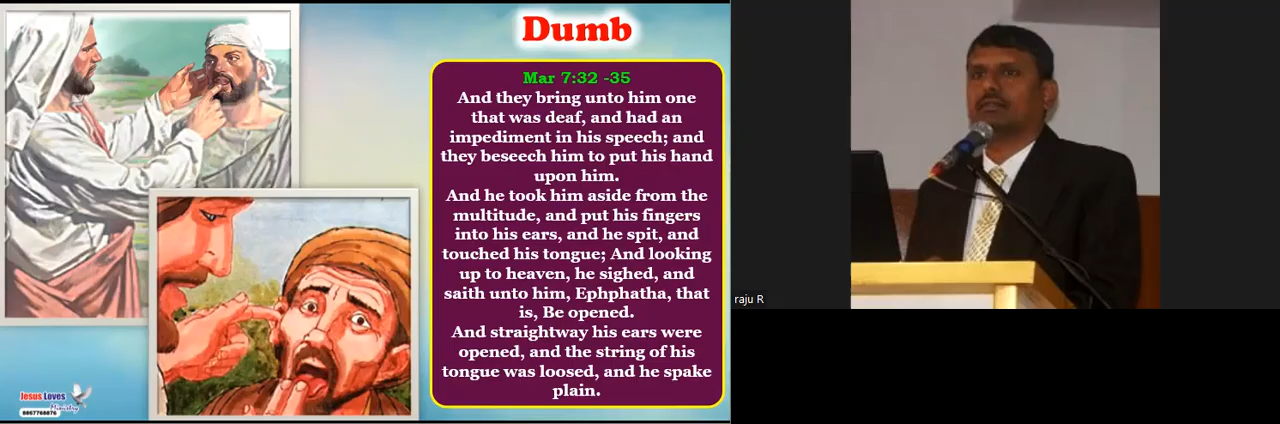 Dumb
Mar 7:32 -35
And they bring unto him one
that was deaf, and had an
impediment in his speech; and
they beseech him to put his hand
upon him.
And he took him aside from the
multitude, and put his fingers
into his ears, and he spit, and
touched his tongue; And looking
up to heaven, he sighed, and
saith unto him, Ephphatha, that
is, Be opened.
And straightway his ears were
opened, and the string of his
tongue was loosed, and he spake
plain.
Jesus Loves
Ministry
8867768876
raju R